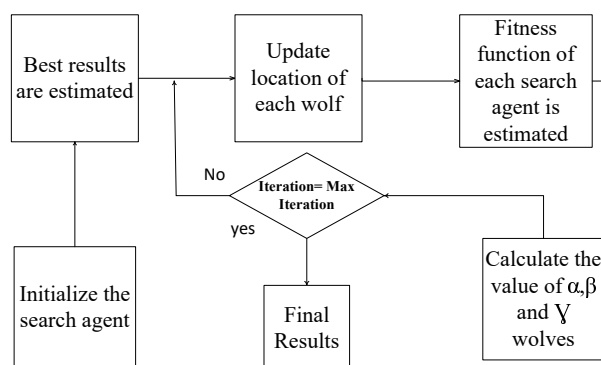 Best results
are estimated
Update
location of
each wolf
Fitness
function of
each search
agent is
estimated
No
Iteration= Max
Iteration
yes
Initialize the
search agent
Final
Results
Calculate the
value of α,β
and Ɣ
wolves